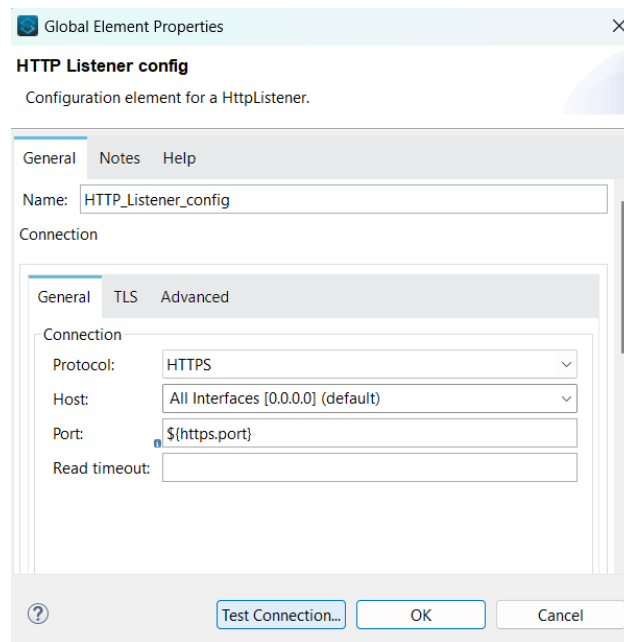 Global Element Properties
HTTP Listener config
Configuration element for a HttpListener.
General Notes Help
Name: HTTP_Listener_config
Connection
General TLS Advanced
Connection
Protocol: HTTPS
Host: All Interfaces [0.0.0.0] (default)
Port: ${https.port}
Read timeout:
Test Connection... OK Cancel